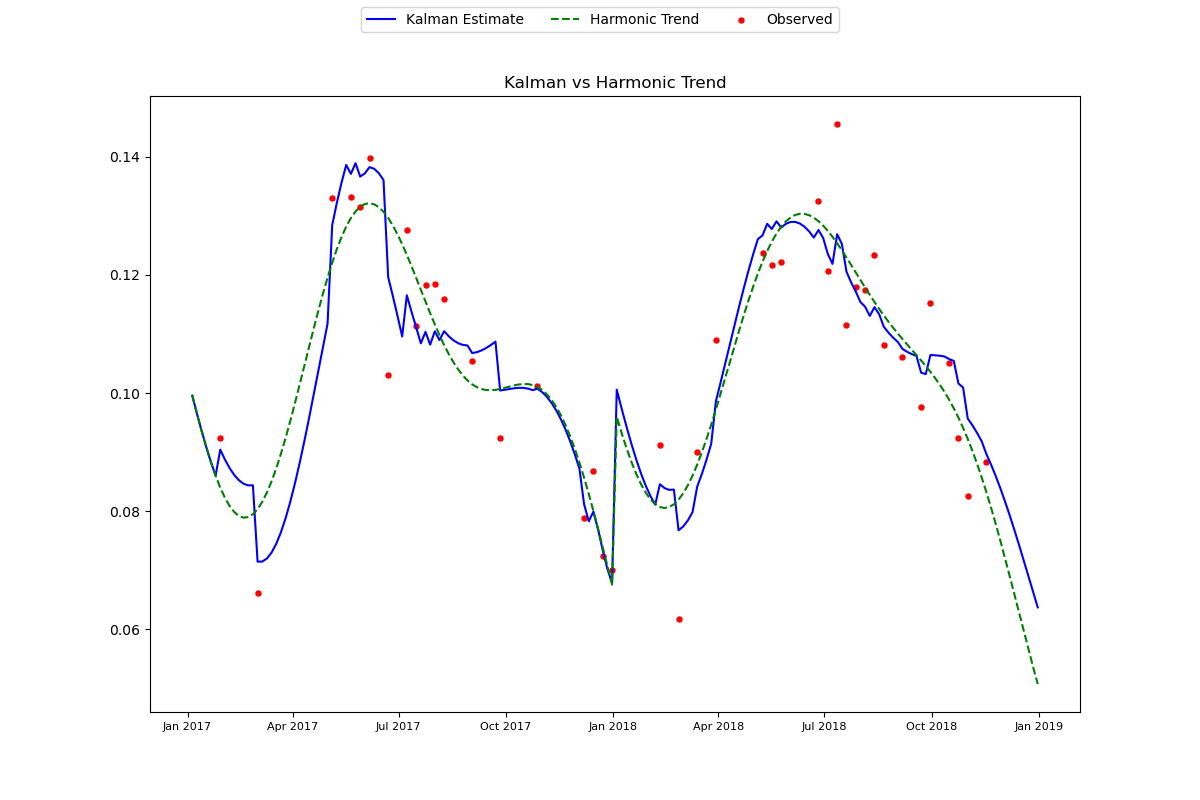 Kalman Estimate Harmonic Trend Observed
Kalman vs Harmonic Trend
0.14
0.12
0.10
0.08
0.06
Jan 2017 Apr 2017 Jul 2017 Oct 2017 Jan 2018 Apr 2018 Jul 2018 Oct 2018 Jan 2019